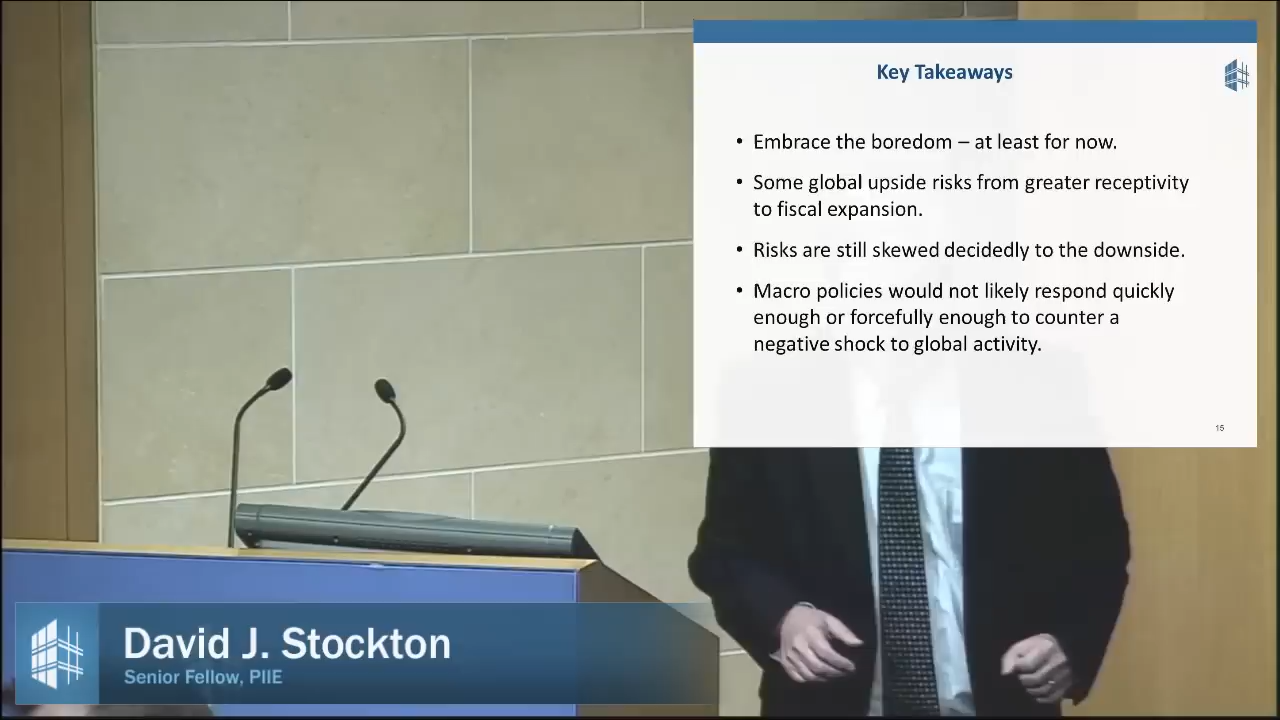 Key Takeaways
• Embrace the boredom – at least for now.
• Some global upside risks from greater receptivity
to fiscal expansion.
• Risks are still skewed decidedly to the downside.
• Macro policies would not likely respond quickly
enough or forcefully enough to counter a
negative shock to global activity.
15
David J. Stockton
Senior Fellow, PIIE